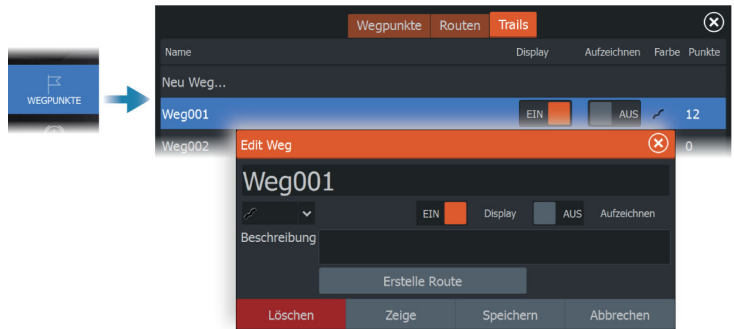 Wegpunkte Routen Trails
Name Display Aufzeichnen Farbe Punkte
Neu Weg...
WEGPUNKTE
Weg001 EIN AUS 12
Weg002 0
Edit Weg
Weg001
EIN Display AUS Aufzeichnen
Beschreibung
Erstelle Route
Löschen Zeige Speichern Abbrechen